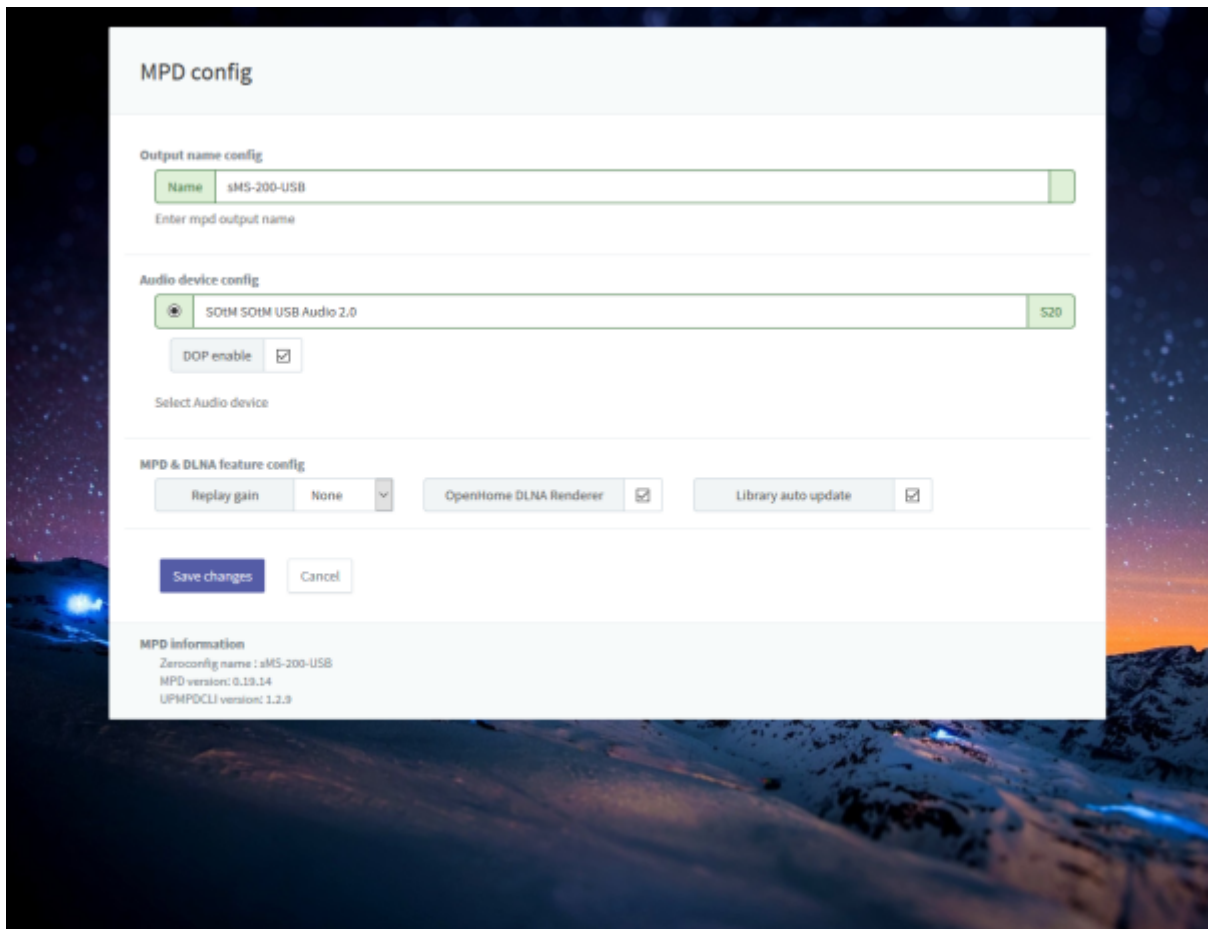 MPD config
Output name config
Name sMS-200-USB
Enter mpd output name
Audio device config
SOtM SOtM USB Audio 2.0 S20
DOP enable
Select Audio device
MPD & DLNA feature config
Replay gain None OpenHome DLNA Renderer Library auto update
Save changes Cancel
MPD information
Zeroconfig name : sMS-200-USB
MPD version: 0.19.14
UPMPDCLI version: 1.2.9